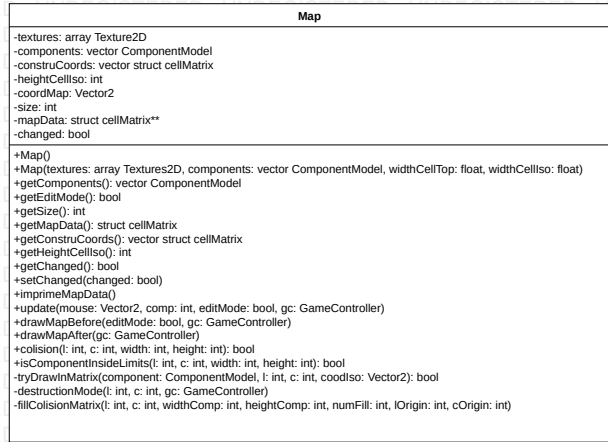 Map
-textures: array Texture2D
-components: vector ComponentModel
-construCoords: vector struct cellMatrix
-heightCellIso: int
-coordMap: Vector2
-size: int
-mapData: struct cellMatrix**
-changed: bool
+Map()
+Map(textures: array Textures2D, components: vector ComponentModel, widthCellTop: float, widthCellIso: float)
+getComponents(): vector ComponentModel
+getEditMode(): bool
+getSize(): int
+getMapData(): struct cellMatrix
+getConstruCoords(): vector struct cellMatrix
+getHeightCellIso(): int
+getChanged(): bool
+setChanged(changed: bool)
+imprimeMapData()
+update(mouse: Vector2, comp: int, editMode: bool, gc: GameController)
+drawMapBefore(editMode: bool, gc: GameController)
+drawMapAfter(gc: GameController)
+colision(l: int, c: int, width: int, height: int): bool
+isComponentInsideLimits(l: int, c: int, width: int, height: int): bool
-tryDrawInMatrix(component: ComponentModel, l: int, c: int, coodIso: Vector2): bool
-destructionMode(l: int, c: int, gc: GameController)
-fillColisionMatrix(l: int, c: int, widthComp: int, heightComp: int, numFill: int, lOrigin: int, cOrigin: int)